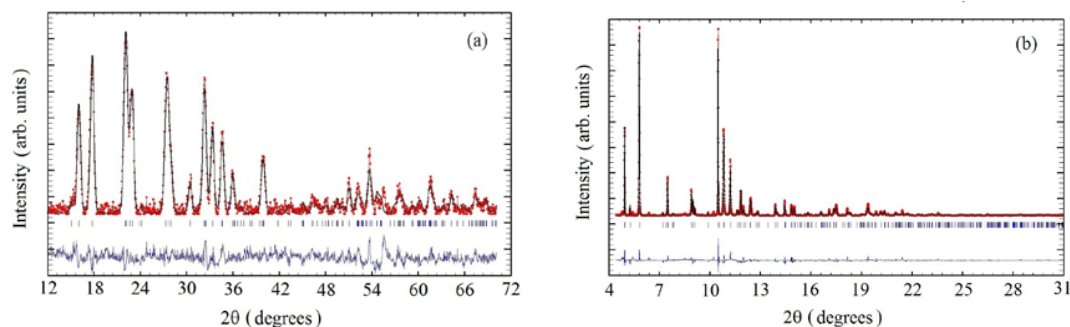 (a)
Intensity (arb. units)
12 18 24 30 36 42 48 54 60 66 72
2θ (degrees)
(b)
Intensity (arb. units)
4 7 10 13 16 19 22 25 28 31
2θ (degrees)